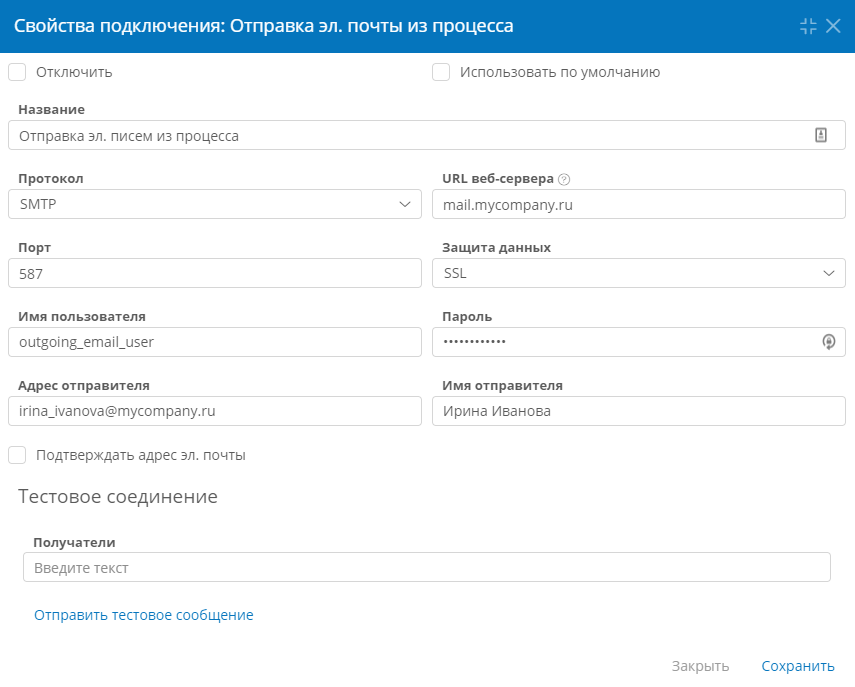 Свойства подключения: Отправка эл. почты из процесса
Отключить
Использовать по умолчанию
Название
Отправка эл. писем из процесса
Протокол
URL веб-сервера ?
SMTP
mail.mycompany.ru
Порт
Защита данных
587
SSL
Имя пользователя
Пароль
outgoing_email_user
••••••••••••
Адрес отправителя
Имя отправителя
irina_ivanova@mycompany.ru
Ирина Иванова
Подтверждать адрес эл. почты
Тестовое соединение
Получатели
Введите текст
Отправить тестовое сообщение
Закрыть
Сохранить